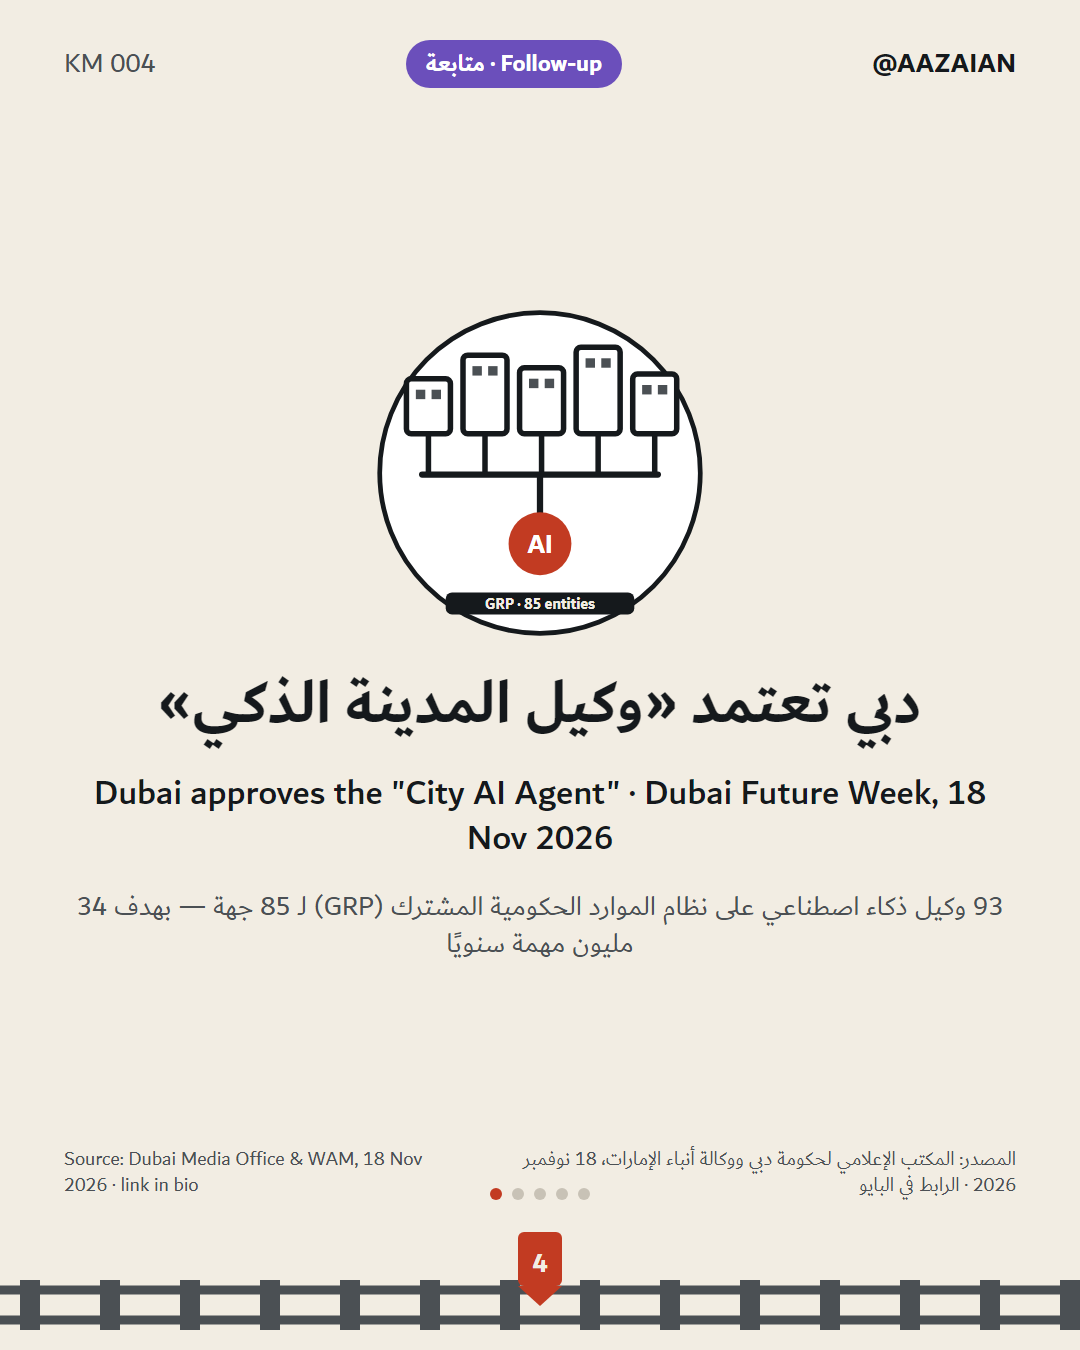 KM 004
متابعة · Follow-up
@AAZAIAN
AI
GRP · 85 entities
دبي تعتمد «وكيل المدينة الذكي»
Dubai approves the "City AI Agent" · Dubai Future Week, 18
Nov 2026
93 وكيل ذكاء اصطناعي على نظام الموارد الحكومية المشترك (GRP) لـ 85 جهة — بهدف 34
مليون مهمة سنويًا
Source: Dubai Media Office & WAM, 18 Nov
2026 · link in bio
المصدر: المكتب الإعلامي لحكومة دبي ووكالة أنباء الإمارات، 18 نوفمبر
2026 · الرابط في البايو
4